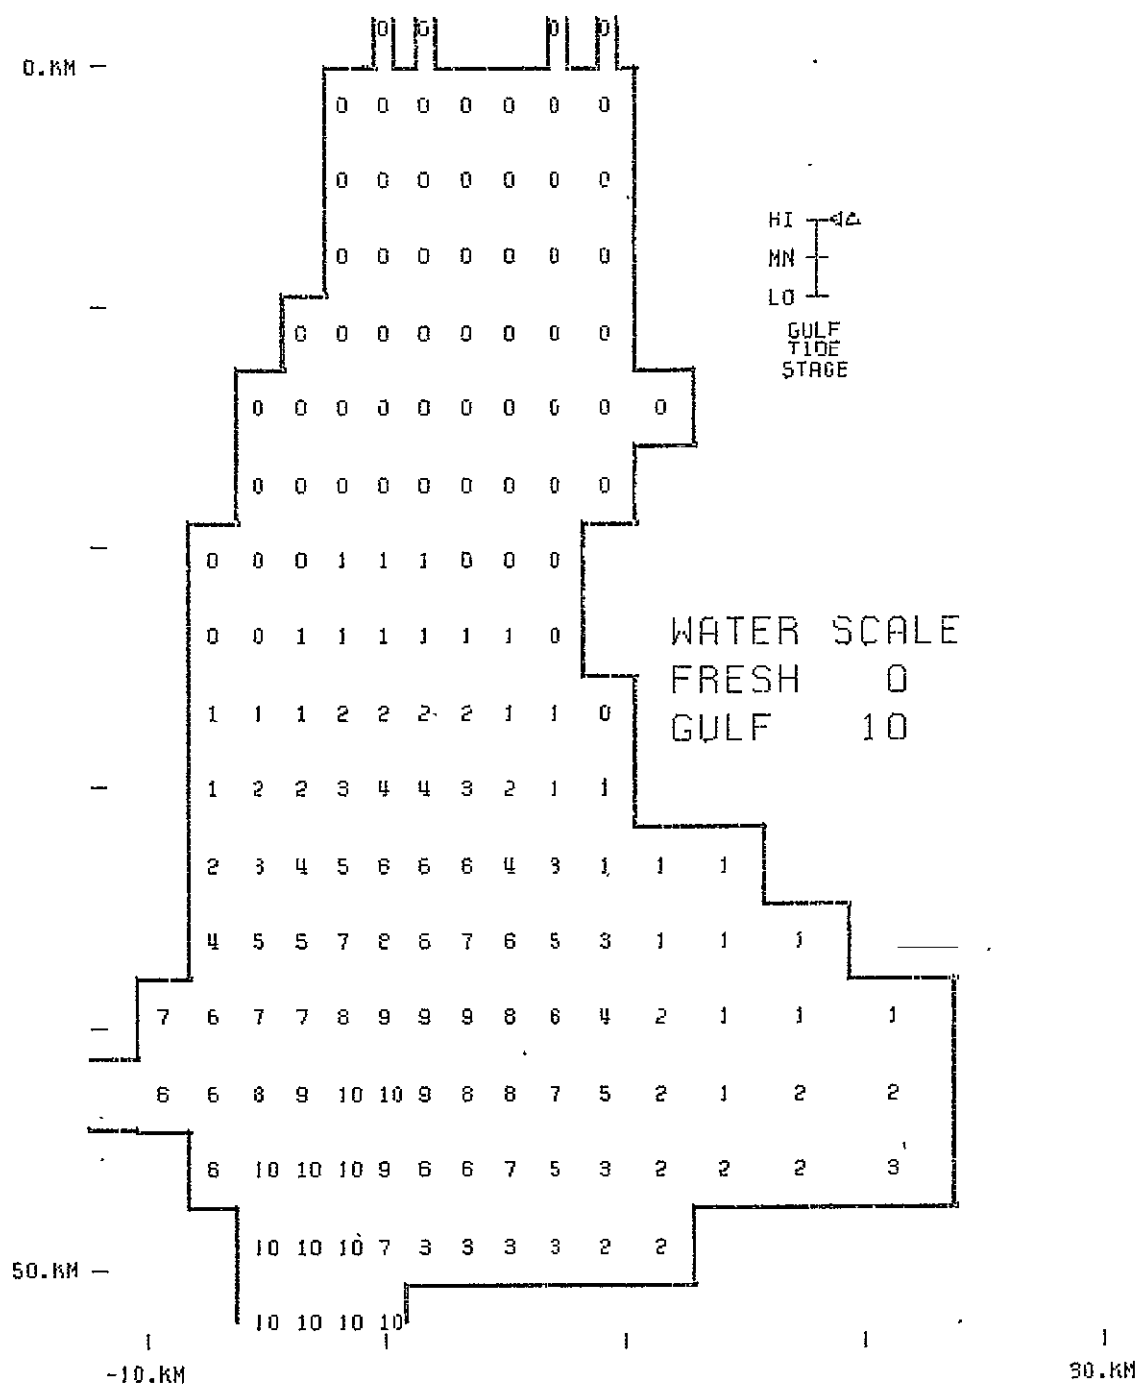 0 0 0 0
0.KM
0 0 0 0 0 0 0
0 0 0 0 0 0 0
HI
0 0 0 0 0 0 0
MN
LO
0 0 0 0 0 0 0 0
GULF
TIDE
STAGE
0 0 0 0 0 0 0 0 0 0
0 0 0 0 0 0 0 0 0
0 0 0 1 1 1 0 0 0
0 0 1 1 1 1 1 1 0
WATER SCALE
FRESH 0
GULF 10
1 1 1 2 2 2 2 1 1 0
1 2 2 3 4 4 3 2 1 1
2 3 4 5 6 6 6 4 3 1 1 1
4 5 5 7 7 6 5 3 1 1 1
7 6 7 7 8 9 9 9 8 6 4 2 1 1 1
6 6 8 9 10 10 9 8 8 7 5 2 1 2 2
6 10 10 10 9 6 6 7 5 3 2 2 2 3
10 10 10 7 3 3 3 3 2 2
50.KM
10 10 10 10
-10.KM 30.KM